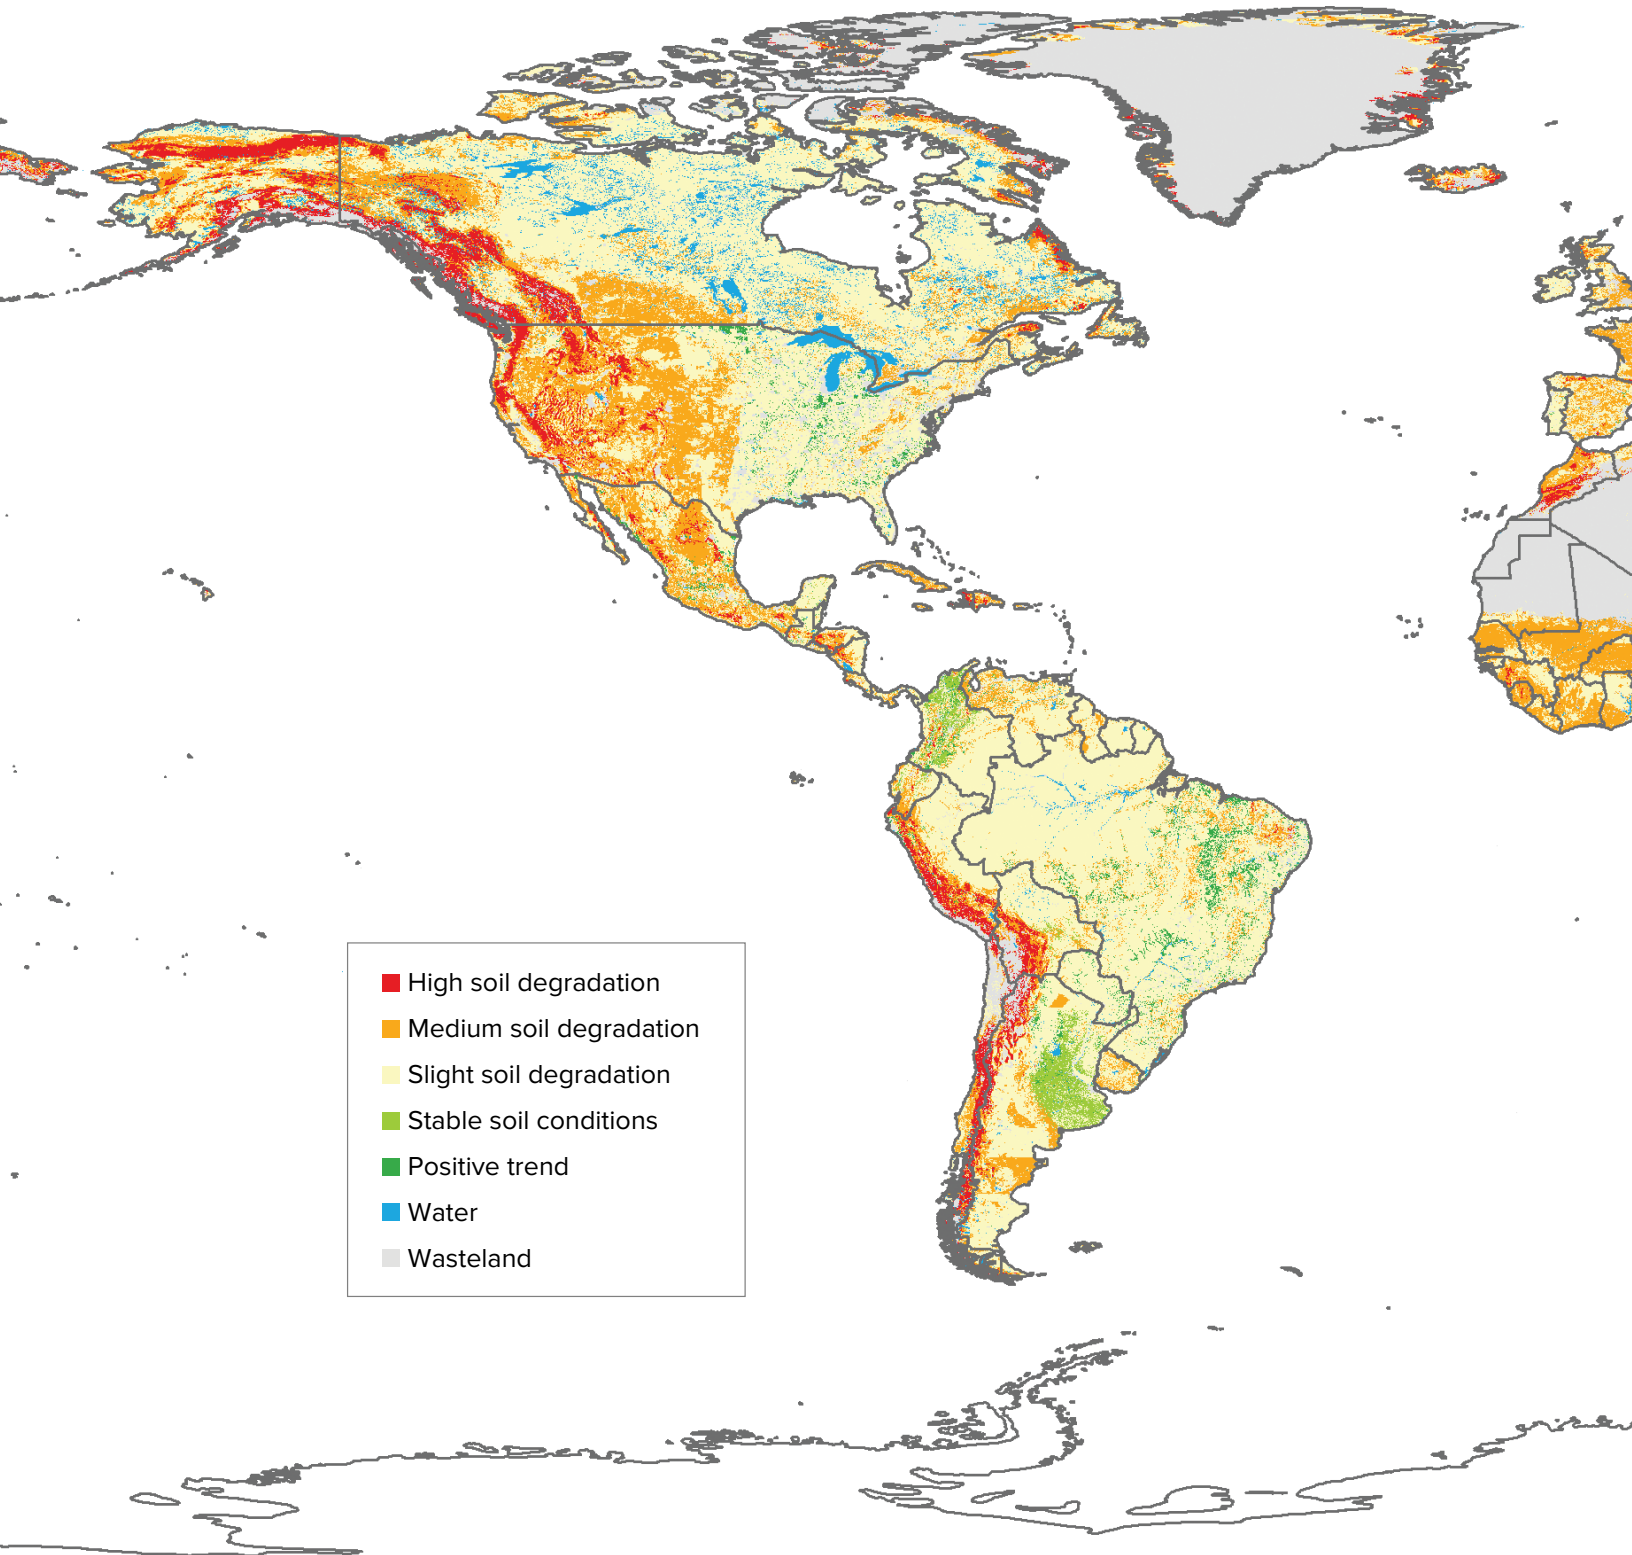 High soil degradation
Medium soil degradation
Slight soil degradation
Stable soil conditions
Positive trend
Water
Wasteland